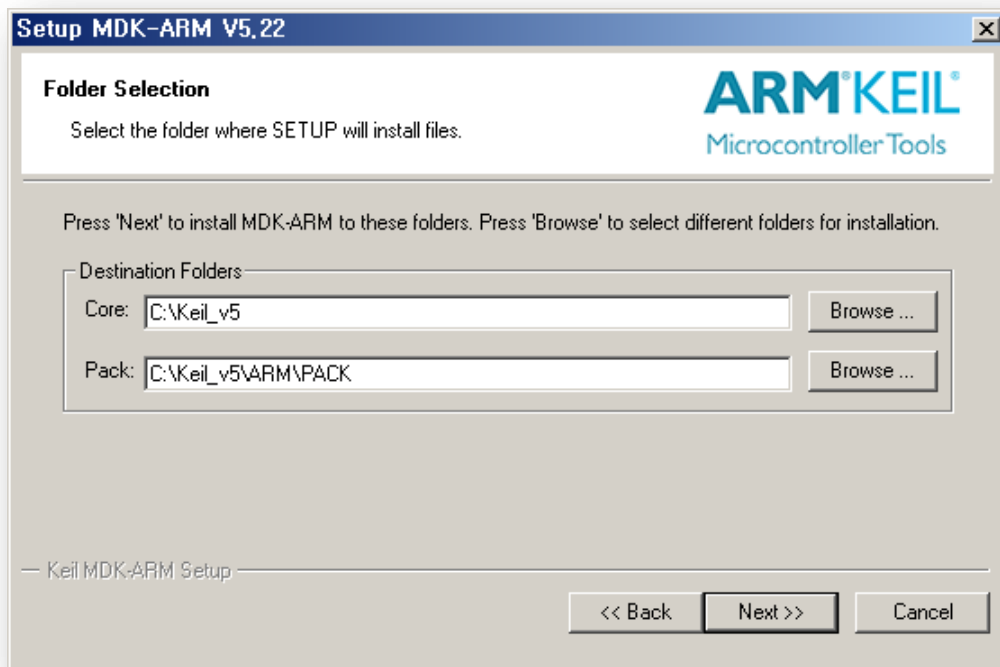 Setup MDK-ARM V5.22
Folder Selection
Select the folder where SETUP will install files.
ARM®KEIL®
Microcontroller Tools
Press 'Next' to install MDK-ARM to these folders. Press 'Browse' to select different folders for installation.
Destination Folders
Core: C:\Keil_v5 Browse ...
Pack: C:\Keil_v5\ARM\PACK Browse ...
Keil MDK-ARM Setup
<< Back Next >> Cancel